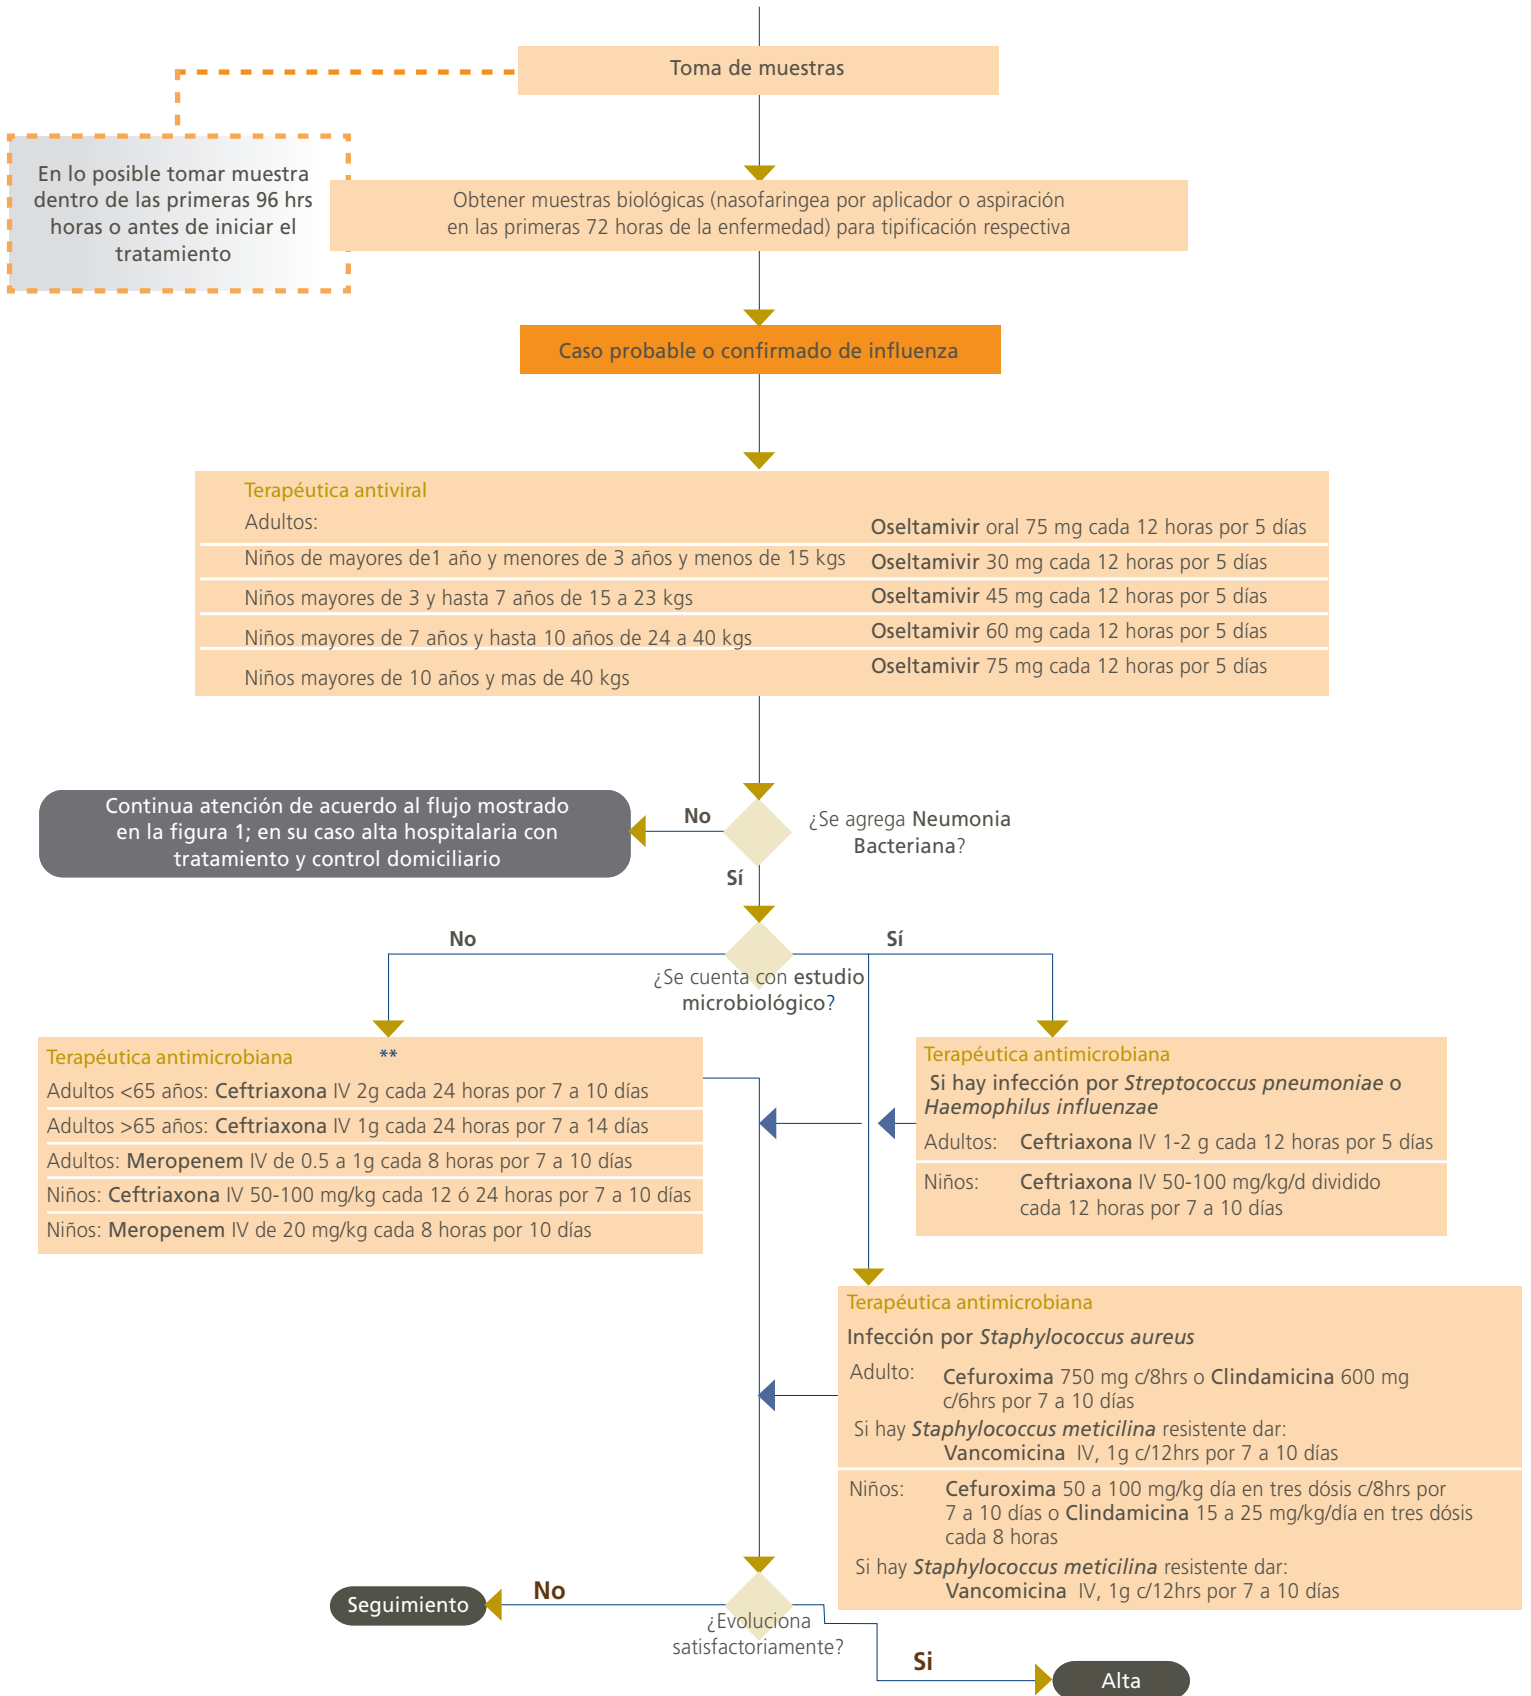 Toma de muestras
En lo posible tomar muestra
dentro de las primeras 96 hrs
horas o antes de iniciar el
tratamiento
Obtener muestras biológicas (nasofaringea por aplicador o aspiración
en las primeras 72 horas de la enfermedad) para tipificación respectiva
Caso probable o confirmado de influenza
Terapéutica antiviral
Adultos:
Oseltamivir oral 75 mg cada 12 horas por 5 días
Niños de mayores de1 año y menores de 3 años y menos de 15 kgs
Oseltamivir 30 mg cada 12 horas por 5 días
Niños mayores de 3 y hasta 7 años de 15 a 23 kgs
Oseltamivir 45 mg cada 12 horas por 5 días
Niños mayores de 7 años y hasta 10 años de 24 a 40 kgs
Oseltamivir 60 mg cada 12 horas por 5 días
Niños mayores de 10 años y mas de 40 kgs
Oseltamivir 75 mg cada 12 horas por 5 días
Continua atención de acuerdo al flujo mostrado
en la figura 1; en su caso alta hospitalaria con
tratamiento y control domiciliario
No
¿Se agrega Neumonia
Bacteriana?
Sí
No
Sí
¿Se cuenta con estudio
microbiológico?
Terapéutica antimicrobiana **
Adultos <65 años: Ceftriaxona IV 2g cada 24 horas por 7 a 10 días
Adultos >65 años: Ceftriaxona IV 1g cada 24 horas por 7 a 14 días
Adultos: Meropenem IV de 0.5 a 1g cada 8 horas por 7 a 10 días
Niños: Ceftriaxona IV 50-100 mg/kg cada 12 ó 24 horas por 7 a 10 días
Niños: Meropenem IV de 20 mg/kg cada 8 horas por 10 días
Terapéutica antimicrobiana
Si hay infección por Streptococcus pneumoniae o
Haemophilus influenzae
Adultos: Ceftriaxona IV 1-2 g cada 12 horas por 5 días
Niños: Ceftriaxona IV 50-100 mg/kg/d dividido
cada 12 horas por 7 a 10 días
Terapéutica antimicrobiana
Infección por Staphylococcus aureus
Adulto: Cefuroxima 750 mg c/8hrs o Clindamicina 600 mg
c/6hrs por 7 a 10 días
Si hay Staphylococcus meticilina resistente dar:
Vancomicina IV, 1g c/12hrs por 7 a 10 días
Niños: Cefuroxima 50 a 100 mg/kg día en tres dósis c/8hrs por
7 a 10 días o Clindamicina 15 a 25 mg/kg/día en tres dósis
cada 8 horas
Si hay Staphylococcus meticilina resistente dar:
Vancomicina IV, 1g c/12hrs por 7 a 10 días
Seguimiento
No
¿Evoluciona
satisfactoriamente?
Si
Alta